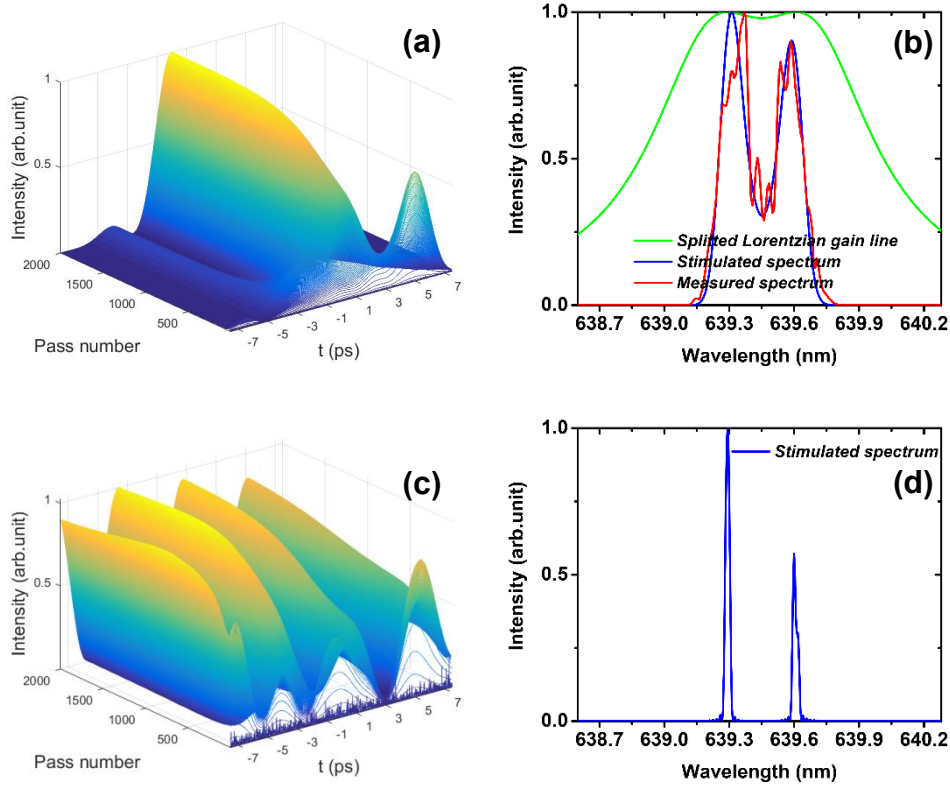 (a)
Intensity (arb.unit)
1
0.5
2000
1500
1000
500
Pass number
-7
-5
-3
-1
1
3
5
7
t (ps)
(b)
Intensity (arb.unit)
1.0
0.5
0.0
Splitted Lorentzian gain line
Stimulated spectrum
Measured spectrum
638.7 639.0 639.3 639.6 639.9 640.2
Wavelength (nm)
(c)
Intensity (arb.unit)
1
0.5
2000
1500
1000
500
Pass number
-7
-5
-3
-1
1
3
5
7
t (ps)
(d)
Intensity (arb.unit)
1.0
0.5
0.0
Stimulated spectrum
638.7 639.0 639.3 639.6 639.9 640.2
Wavelength (nm)